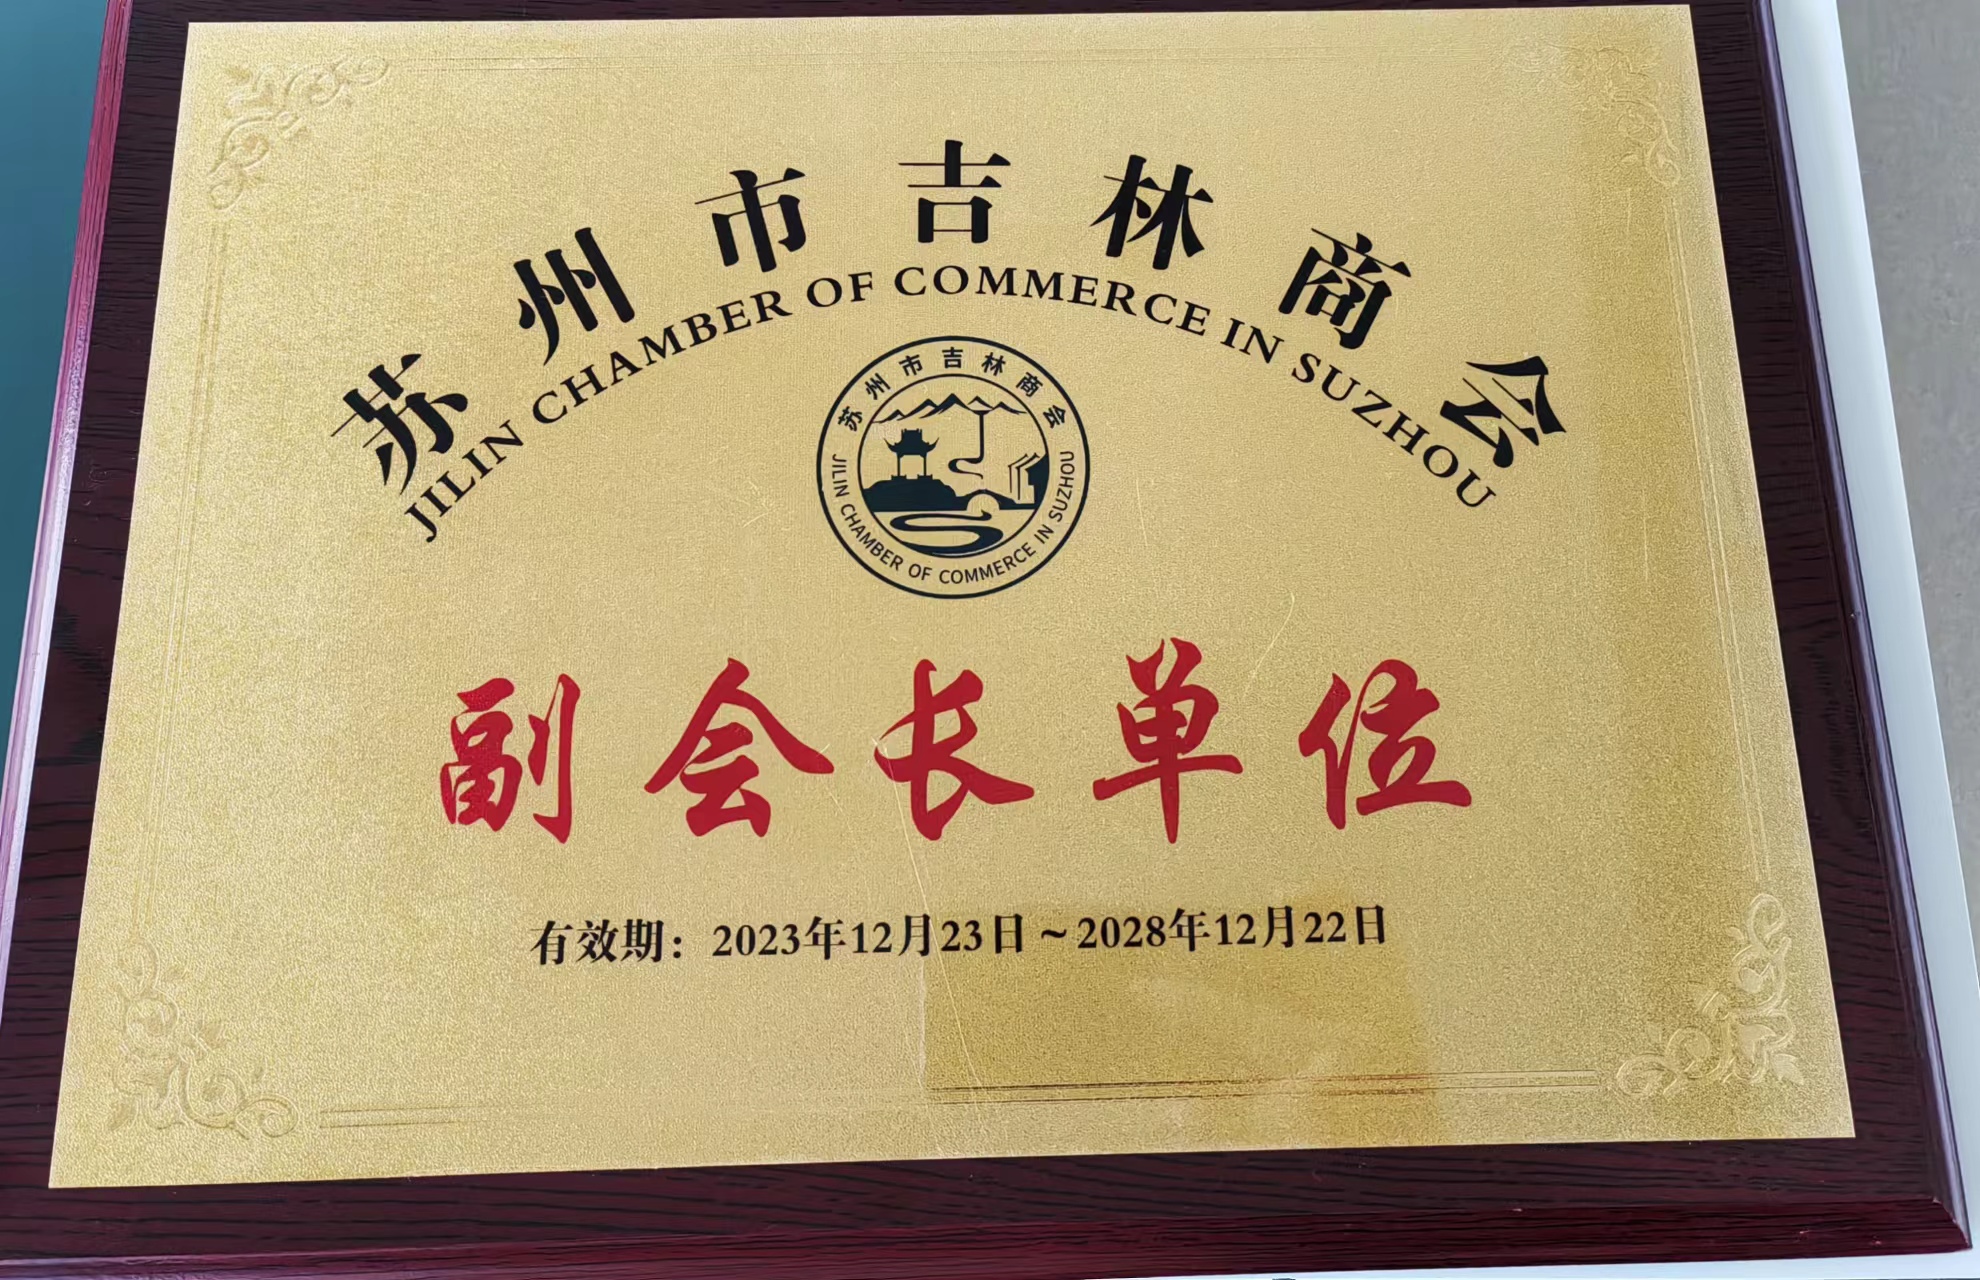 苏州市吉林商会
JILIN CHAMBER OF COMMERCE IN SUZHOU
苏州市吉林商会
JILIN CHAMBER OF COMMERCE IN SUZHOU
副会长单位
有效期：2023年12月23日~2028年12月22日